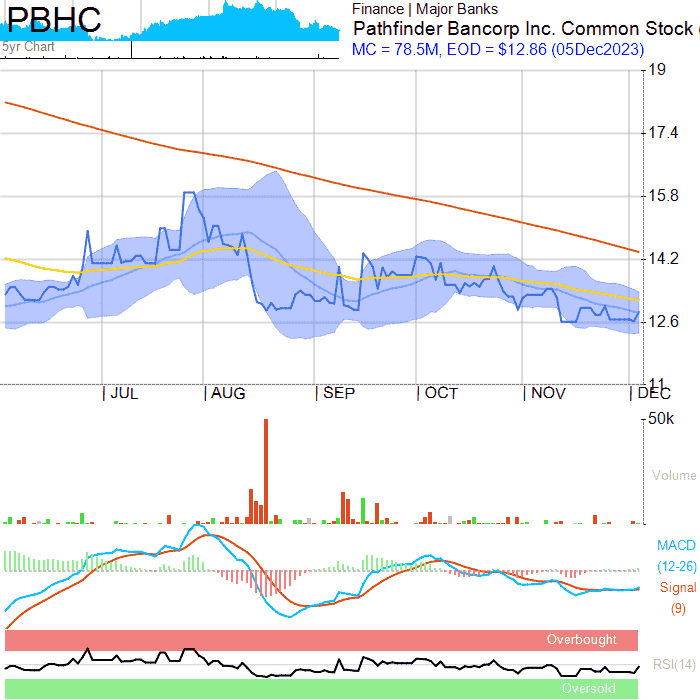 PBHC
5yr Chart
Finance | Major Banks
Pathfinder Bancorp Inc. Common Stock (
MC = 78.5M, EOD = $12.86 (05Dec2023)
19
17.4
15.8
14.2
12.6
11
JUL AUG SEP OCT NOV DEC
50k
Volume
MACD
(12-26)
Signal
(9)
Overbought
RSI(14)
Oversold